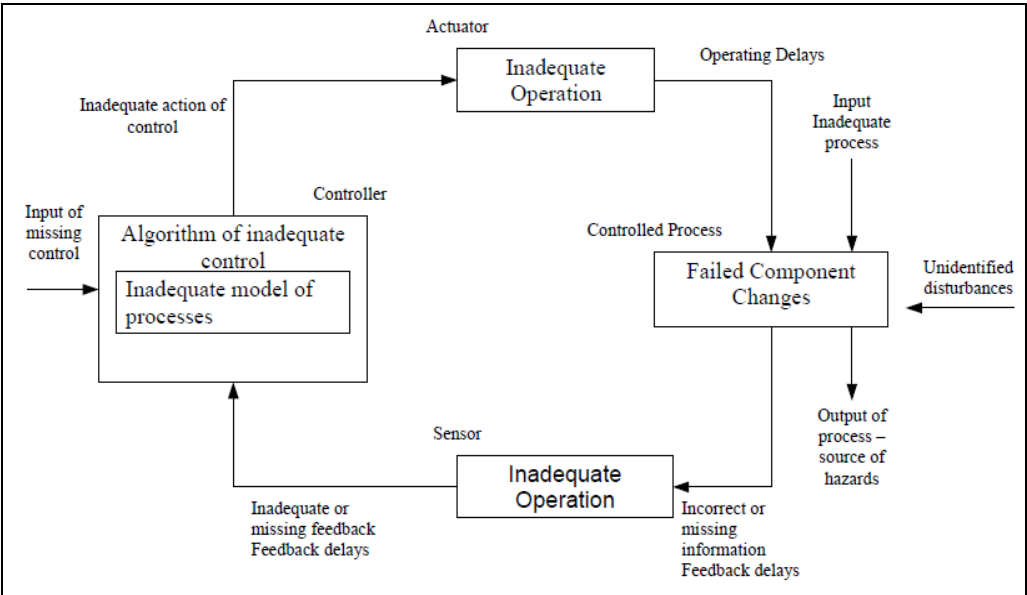 Actuator
Inadequate
Operation
Operating Delays
Inadequate action of
control
Input
Inadequate
process
Controller
Input of
missing
control
Algorithm of inadequate
control
Inadequate model of
processes
Controlled Process
Failed Component
Changes
Unidentified
disturbances
Output of
process –
source of
hazards
Sensor
Inadequate
Operation
Inadequate or
missing feedback
Feedback delays
Incorrect or
missing
information
Feedback delays